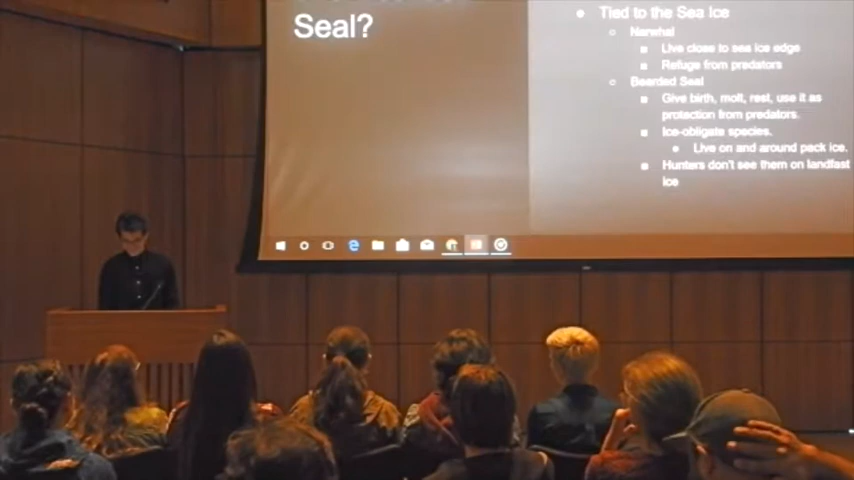 Seal?
Tied to the Sea Ice
Narwhal
Live close to sea ice edge
Refuge from predators
Bearded Seal
Give birth, molt, rest, use it as
protection from predators.
Ice-obligate species.
Live on and around pack ice.
Hunters don't see them on landfast
ice